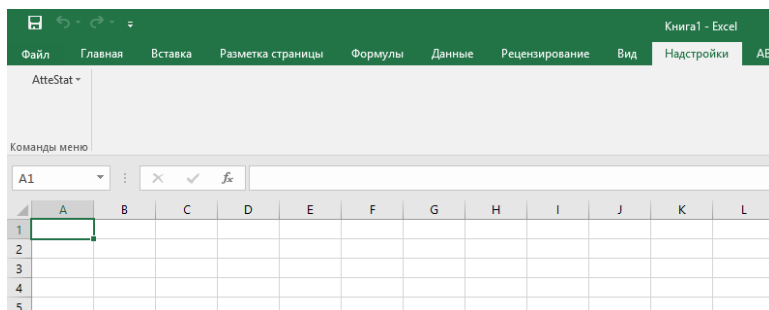 Книга1 - Excel
Файл Главная Вставка Разметка страницы Формулы Данные Рецензирование Вид Надстройки
AtteStat
Команды меню
A1 fx
A B C D E F G H I J K L
1
2
3
4
5